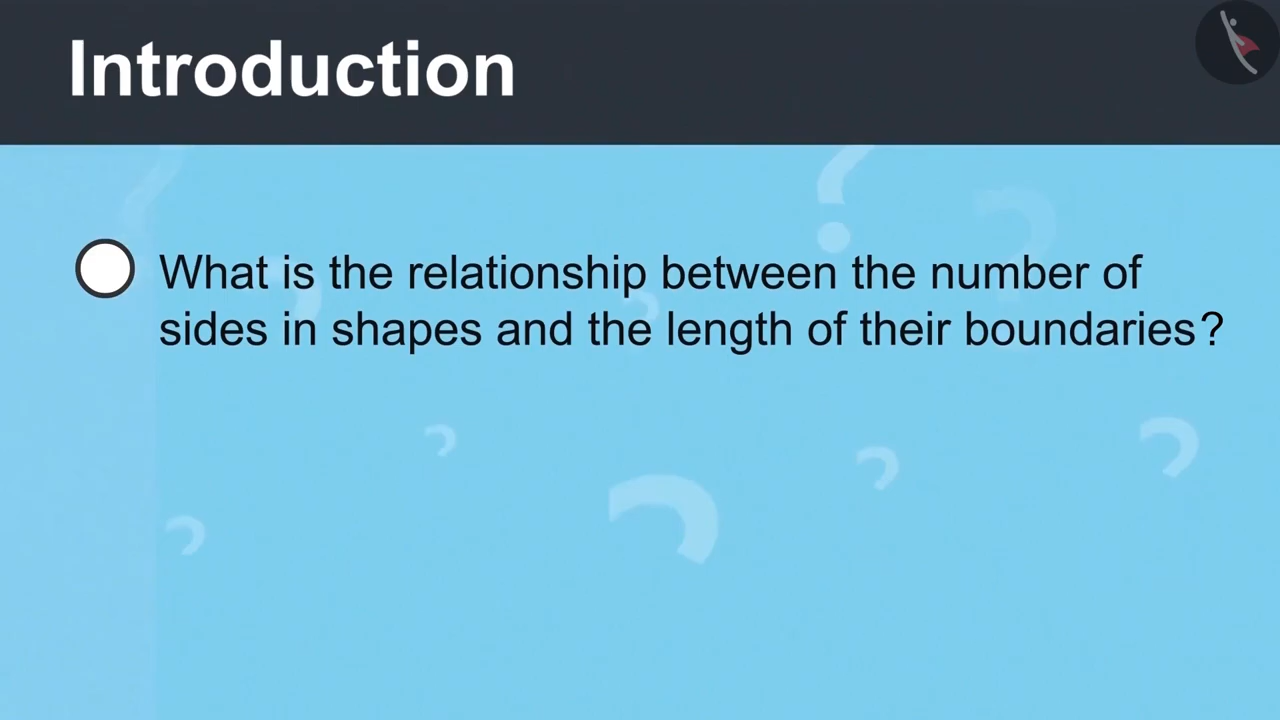 Introduction
What is the relationship between the number of
sides in shapes and the length of their boundaries?